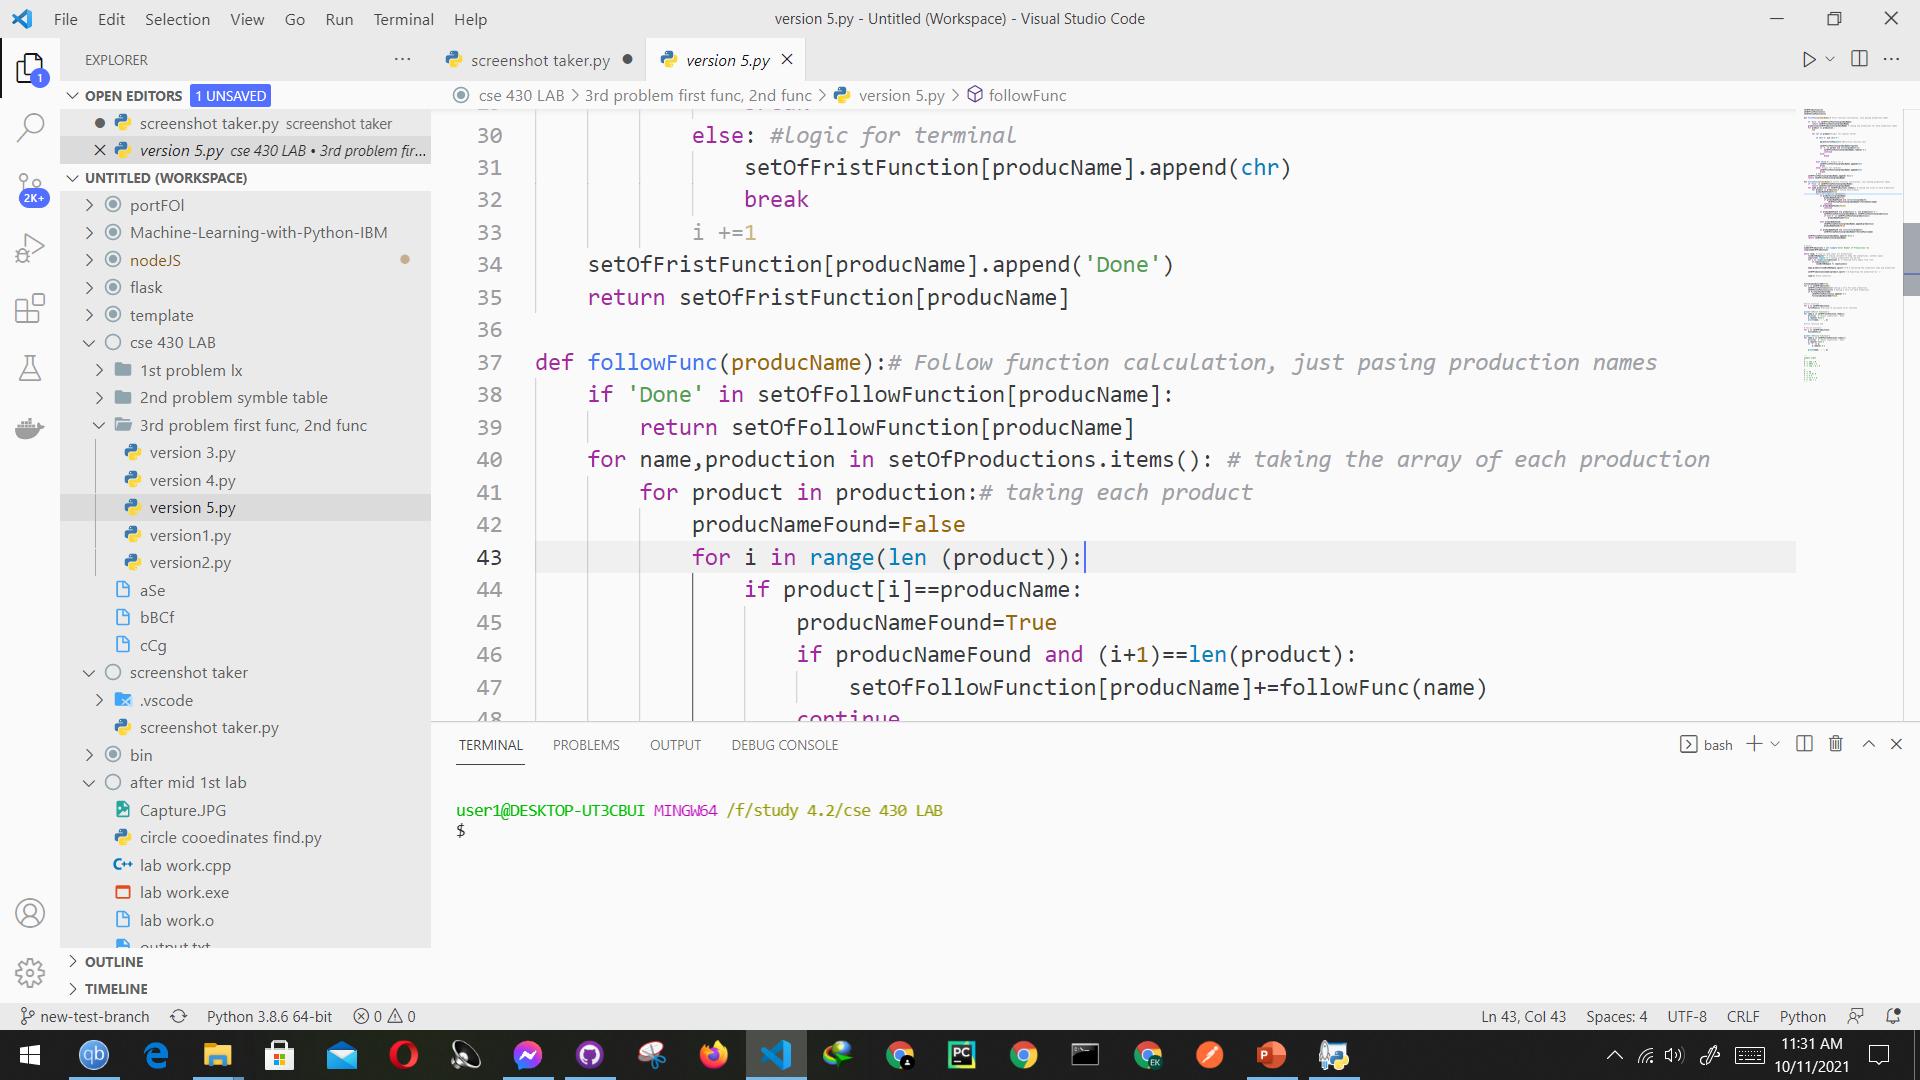 File Edit Selection View Go Run Terminal Help
version 5.py - Untitled (Workspace) - Visual Studio Code
EXPLORER
1
OPEN EDITORS 1 UNSAVED
screenshot taker.py screenshot taker
version 5.py cse 430 LAB • 3rd problem fir...
UNTITLED (WORKSPACE)
2K+
portFOl
Machine-Learning-with-Python-IBM
nodeJS
flask
template
cse 430 LAB
1st problem lx
2nd problem symble table
3rd problem first func, 2nd func
version 3.py
version 4.py
version 5.py
version1.py
version2.py
aSe
bBCf
cCg
screenshot taker
.vscode
screenshot taker.py
bin
after mid 1st lab
Capture.JPG
circle cooedinates find.py
lab work.cpp
lab work.exe
lab work.o
output.txt
OUTLINE
TIMELINE
screenshot taker.py
version 5.py
cse 430 LAB > 3rd problem first func, 2nd func > version 5.py > followFunc
30 else: #logic for terminal
31 setOfFristFunction[producName].append(chr)
32 break
33 i +=1
34 setOfFristFunction[producName].append('Done')
35 return setOfFristFunction[producName]
36
37 def followFunc(producName):# Follow function calculation, just pasing production names
38 if 'Done' in setOfFollowFunction[producName]:
39 return setOfFollowFunction[producName]
40 for name,production in setOfProductions.items(): # taking the array of each production
41 for product in production:# taking each product
42 producNameFound=False
43 for i in range(len (product)):
44 if product[i]==producName:
45 producNameFound=True
46 if producNameFound and (i+1)==len(product):
47 setOfFollowFunction[producName]+=followFunc(name)
48 continue
TERMINAL PROBLEMS OUTPUT DEBUG CONSOLE
bash
user1@DESKTOP-UT3CBUI MINGW64 /f/study 4.2/cse 430 LAB
$
new-test-branch Python 3.8.6 64-bit 0 0
Ln 43, Col 43 Spaces: 4 UTF-8 CRLF Python
qb
PC
EK
11:31 AM
10/11/2021